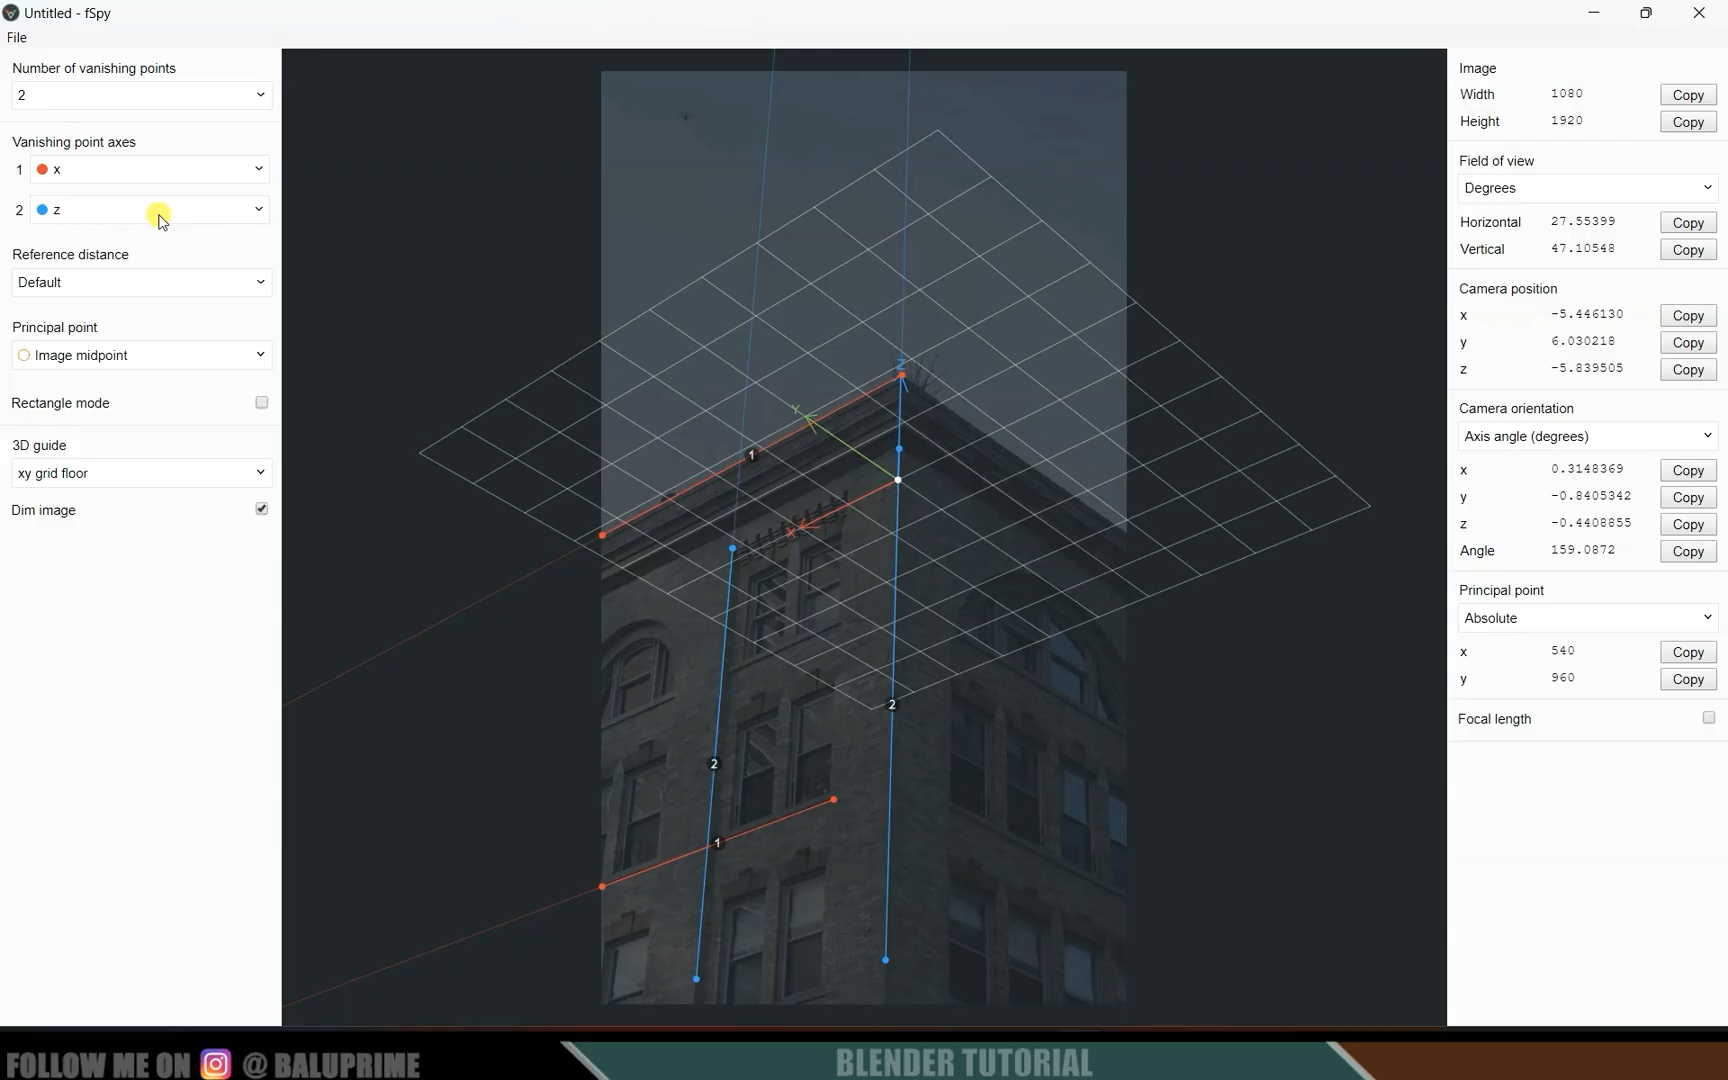 Untitled - fSpy
File
Number of vanishing points
2
Vanishing point axes
1 x
2 z
Reference distance
Default
Principal point
Image midpoint
Rectangle mode
3D guide
xy grid floor
Dim image
Z
Y
1
X
2
2
1
Image
Width 1080 Copy
Height 1920 Copy
Field of view
Degrees
Horizontal 27.55399 Copy
Vertical 47.10548 Copy
Camera position
x -5.446130 Copy
y 6.030218 Copy
z -5.839505 Copy
Camera orientation
Axis angle (degrees)
x 0.3148369 Copy
y -0.8405342 Copy
z -0.4408855 Copy
Angle 159.0872 Copy
Principal point
Absolute
x 540 Copy
y 960 Copy
Focal length
FOLLOW ME ON @ BALUPRIME
BLENDER TUTORIAL